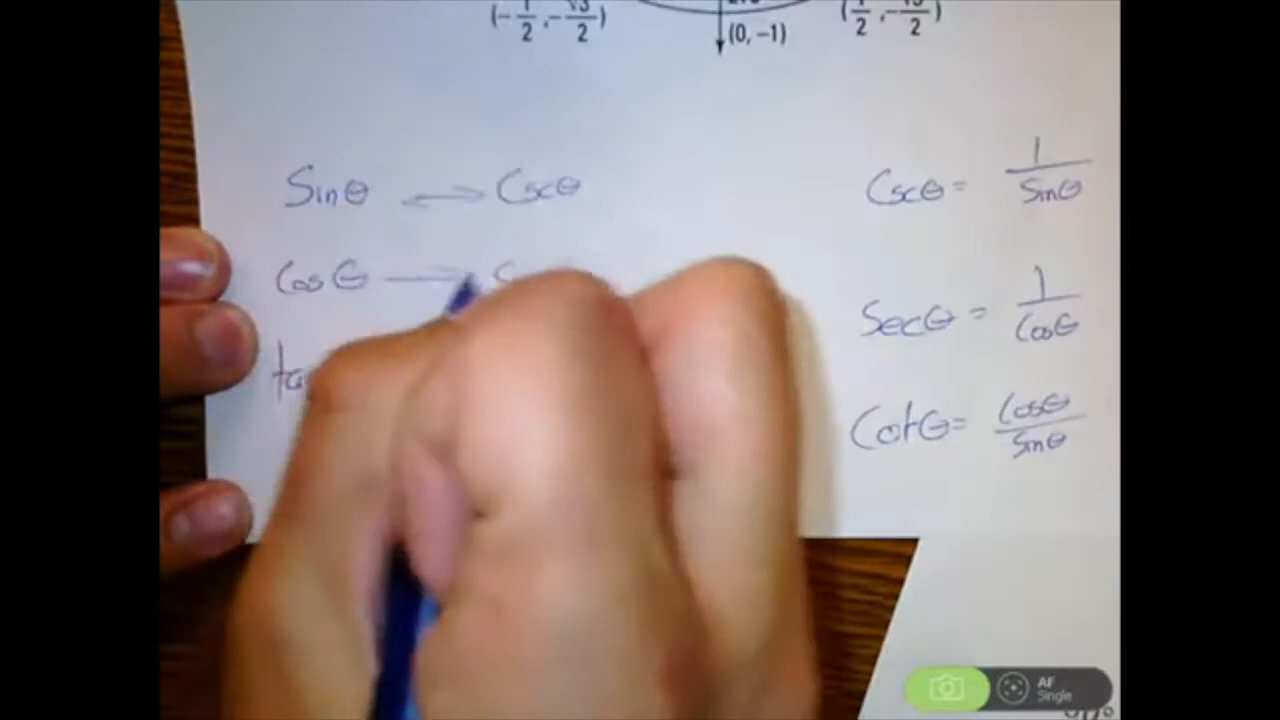 (-1/2, -√3/2) (0, -1) (1/2, -√3/2)
Sinθ ⟷ Cscθ
Cosθ ⟶
Cscθ = 1/Sinθ
Secθ = 1/Cosθ
Cotθ = Cosθ/Sinθ
AF
Single